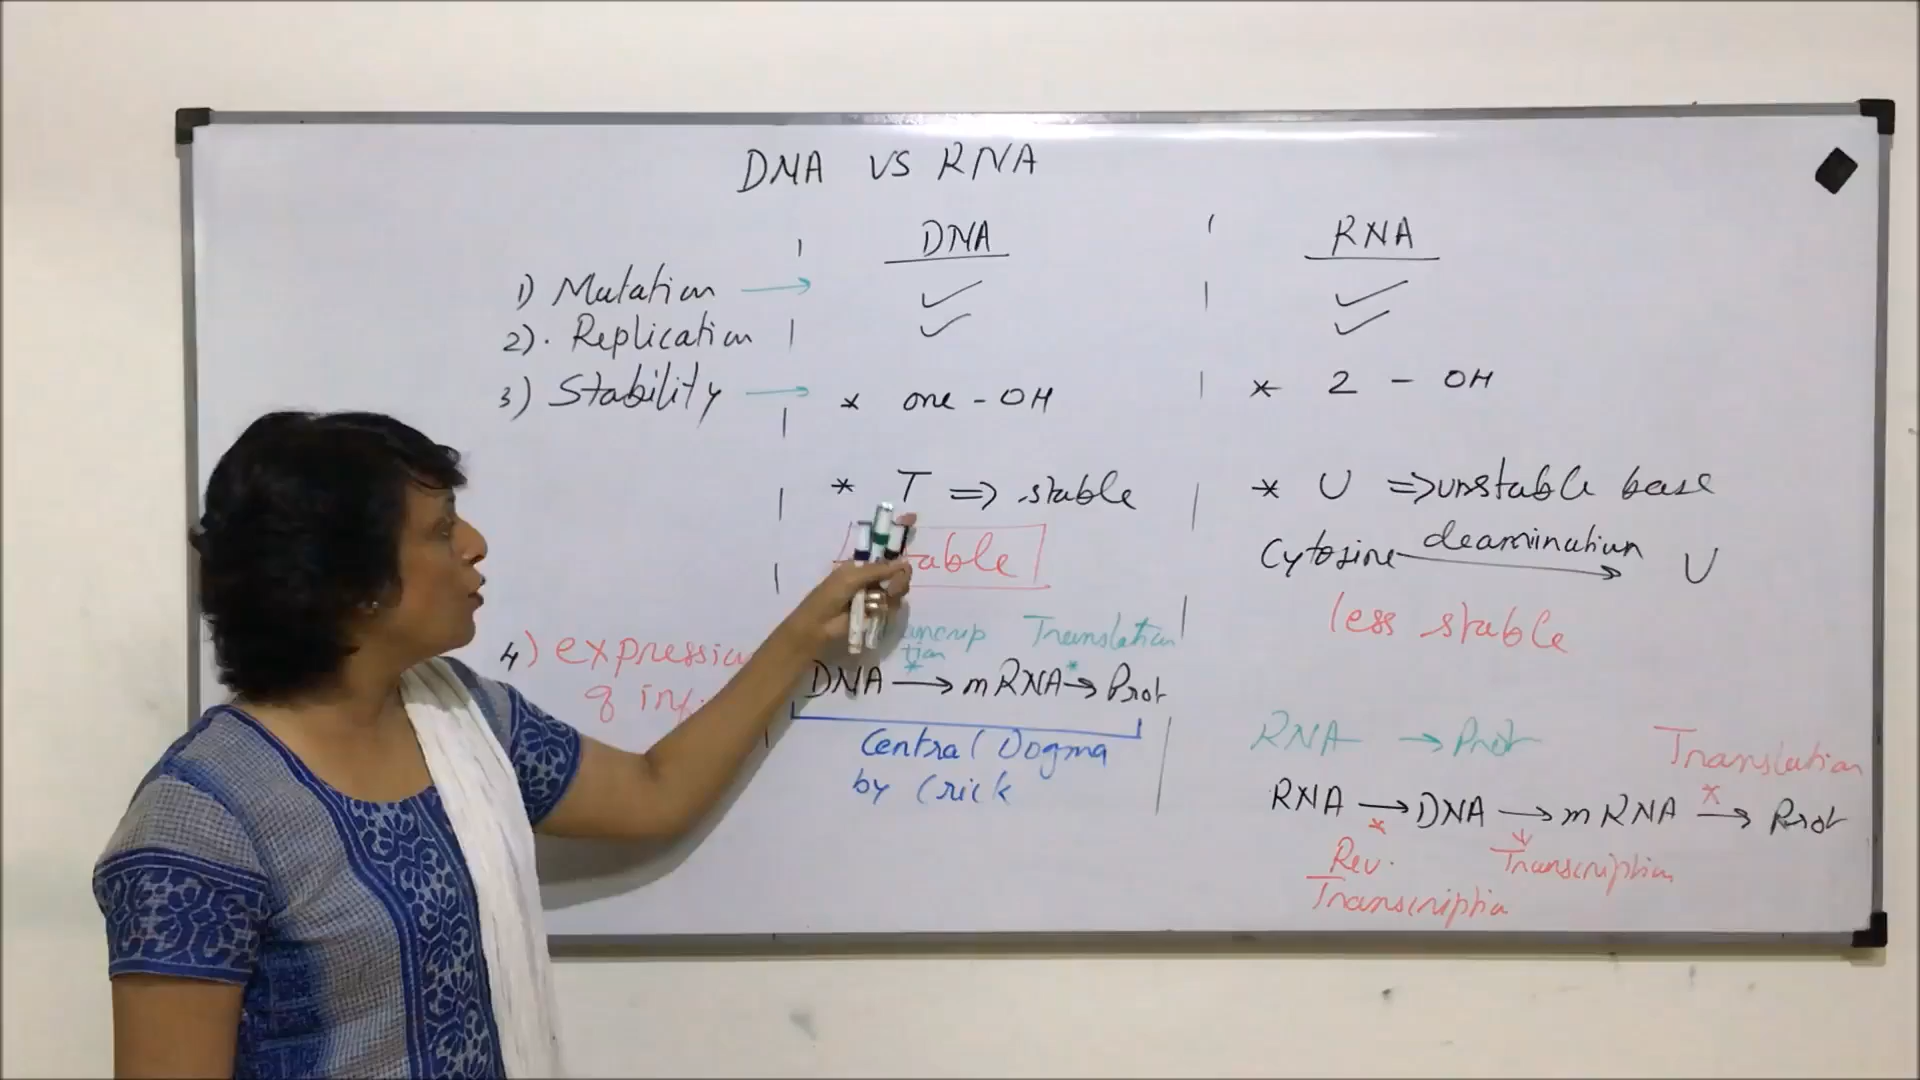 DNA VS RNA
DNA RNA
1) Mutation → ✓ ✓
2). Replication ✓ ✓
3) Stability → * one - OH * 2 - OH
* T => stable * U => unstable base
Cytosine deamination → U
less stable
Translation
4) expression
DNA → mRNA → Prot
Central Dogma
by Crick
RNA → Prot
Translation
RNA → DNA → mRNA → Prot
Rev.
Transcriptio
Transcription